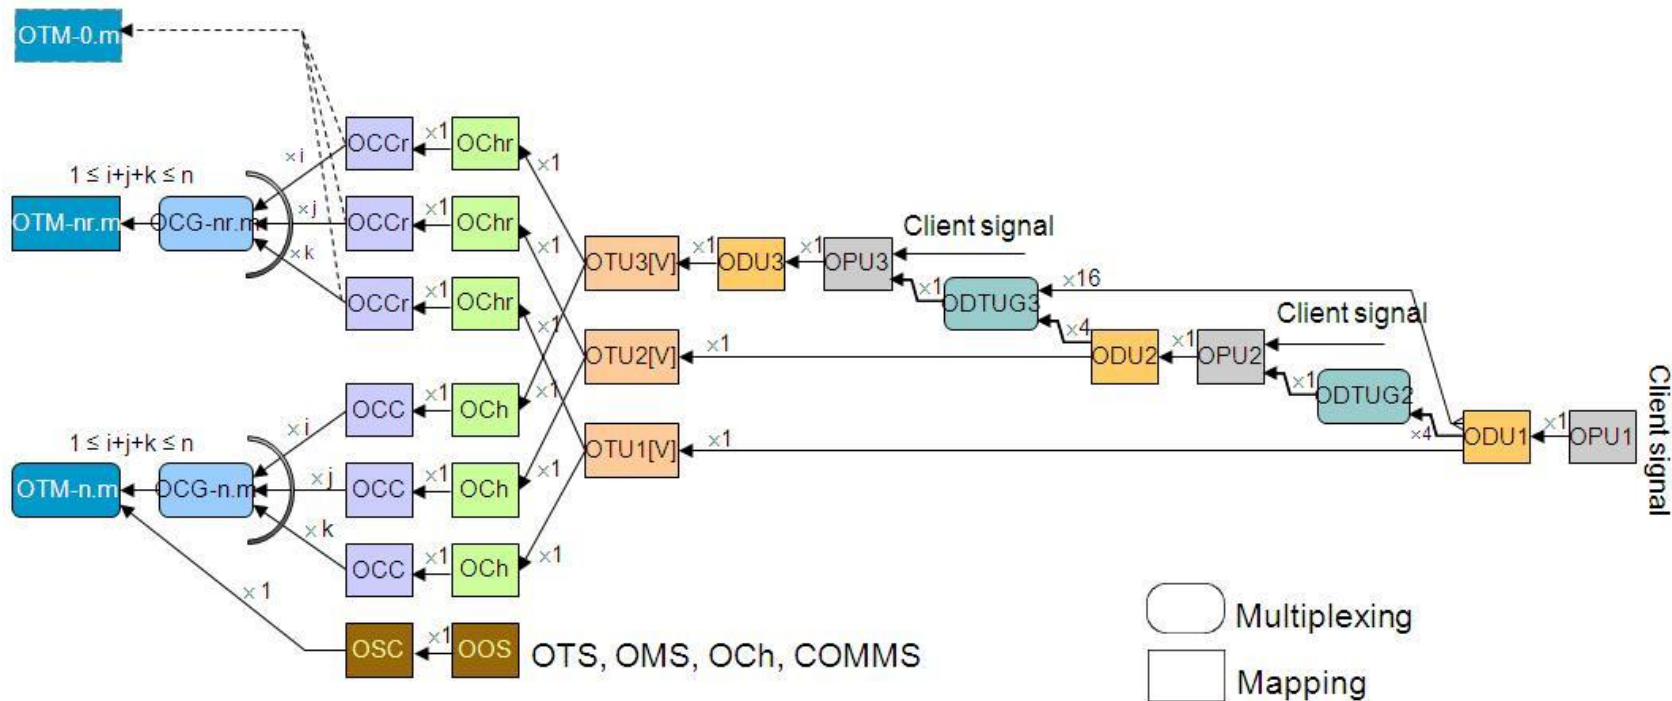 OTM-0.m
OCCr
×1
OChr
×1
×i
1 ≤ i+j+k ≤ n
OTM-nr.m
OCG-nr.m
×j
OCCr
×1
OChr
×1
×k
OCCr
×1
OChr
×1
OTU3[V]
×1
ODU3
×1
OPU3
Client signal
×1
ODTUG3
×16
×4
Client signal
OTU2[V]
×1
ODU2
×1
OPU2
×1
ODTUG2
×4
OTU1[V]
×1
ODU1
×1
OPU1
Client signal
OCC
×1
OCh
×1
×i
1 ≤ i+j+k ≤ n
OTM-n.m
OCG-n.m
×j
OCC
×1
OCh
×1
×k
OCC
×1
OCh
×1
×1
OSC
×1
OOS
OTS, OMS, OCh, COMMS
Multiplexing
Mapping